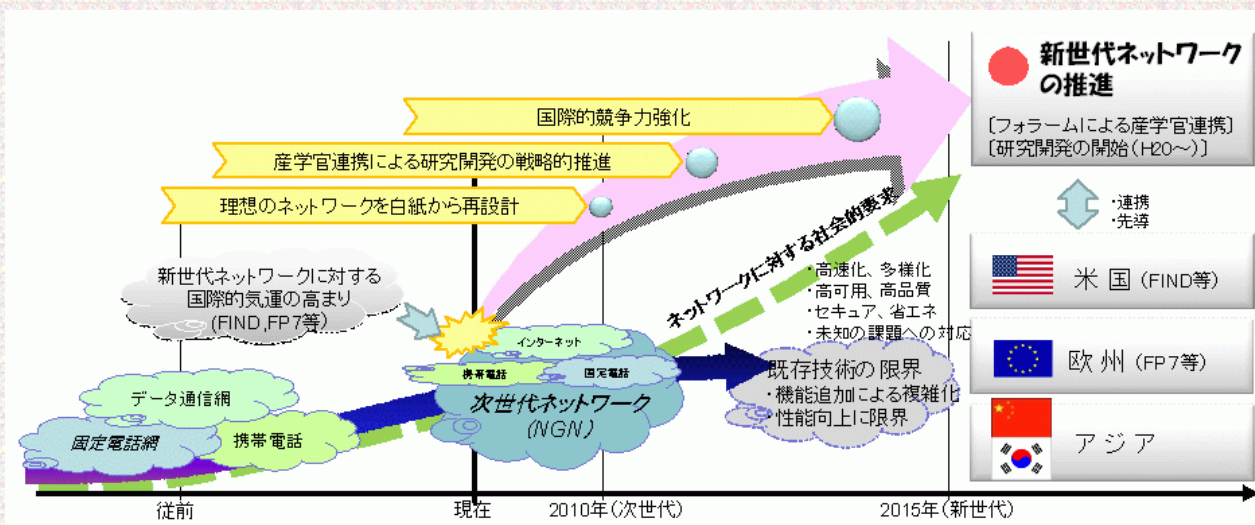 新世代ネットワーク
の推進
〔フォーラムによる産学官連携〕
〔研究開発の開始(H20~)〕
国際的競争力強化
産学官連携による研究開発の戦略的推進
理想のネットワークを白紙から再設計
・連携
・先導
新世代ネットワークに対する
国際的気運の高まり
(FIND,FP7等)
ネットワークに対する社会的要求
・高速化、多様化
・高可用、高品質
・セキュア、省エネ
・未知の課題への対応
米国(FIND等)
欧州(FP7等)
アジア
インターネット
携帯電話
固定電話
次世代ネットワーク
(NGN)
既存技術の限界
・機能追加による複雑化
・性能向上に限界
データ通信網
固定電話網
携帯電話
従前
現在
2010年(次世代)
2015年(新世代)